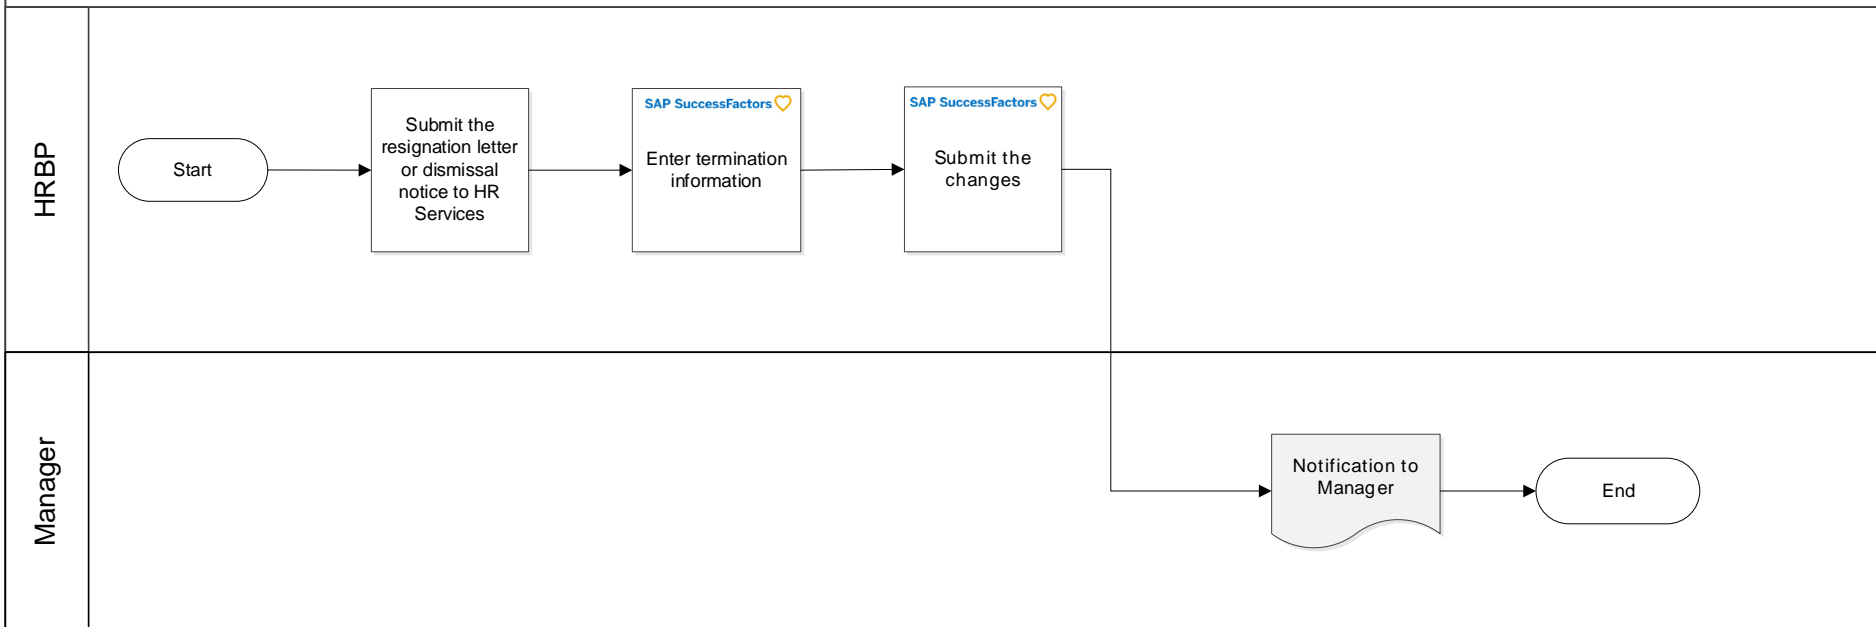 HRBP
Start
Submit the
resignation letter
or dismissal
notice to HR
Services
SAP SuccessFactors
Enter termination
information
SAP SuccessFactors
Submit the
changes
Manager
Notification to
Manager
End